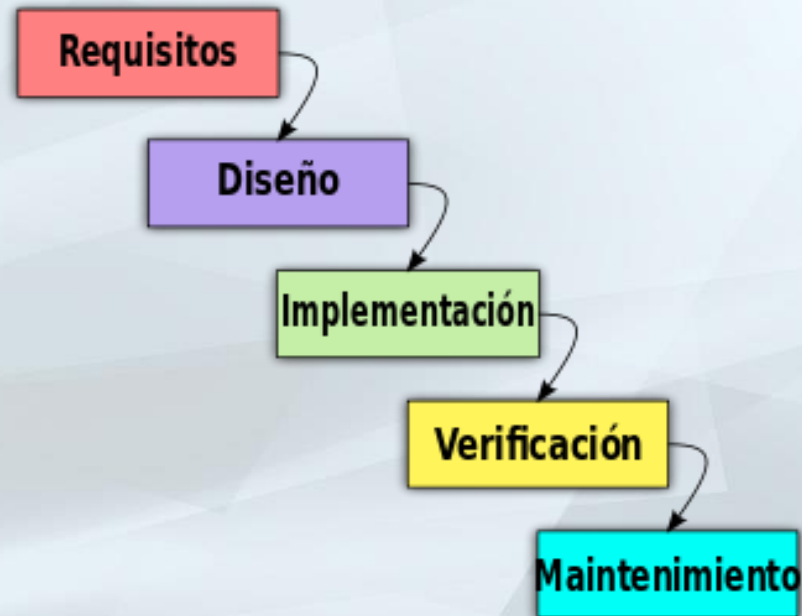 Requisitos
Diseño
Implementación
Verificación
Maintenimiento